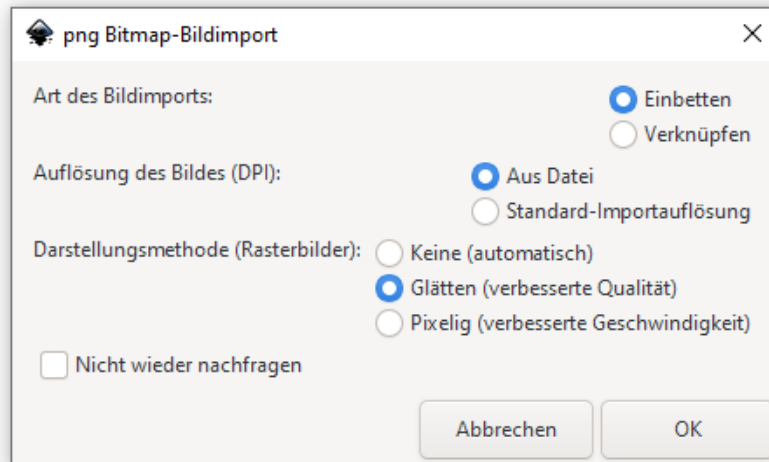 png Bitmap-Bildimport
Art des Bildimports:
Einbetten
Verknüpfen
Auflösung des Bildes (DPI):
Aus Datei
Standard-Importauflösung
Darstellungsmethode (Rasterbilder):
Keine (automatisch)
Glätten (verbesserte Qualität)
Pixelig (verbesserte Geschwindigkeit)
Nicht wieder nachfragen
Abbrechen
OK